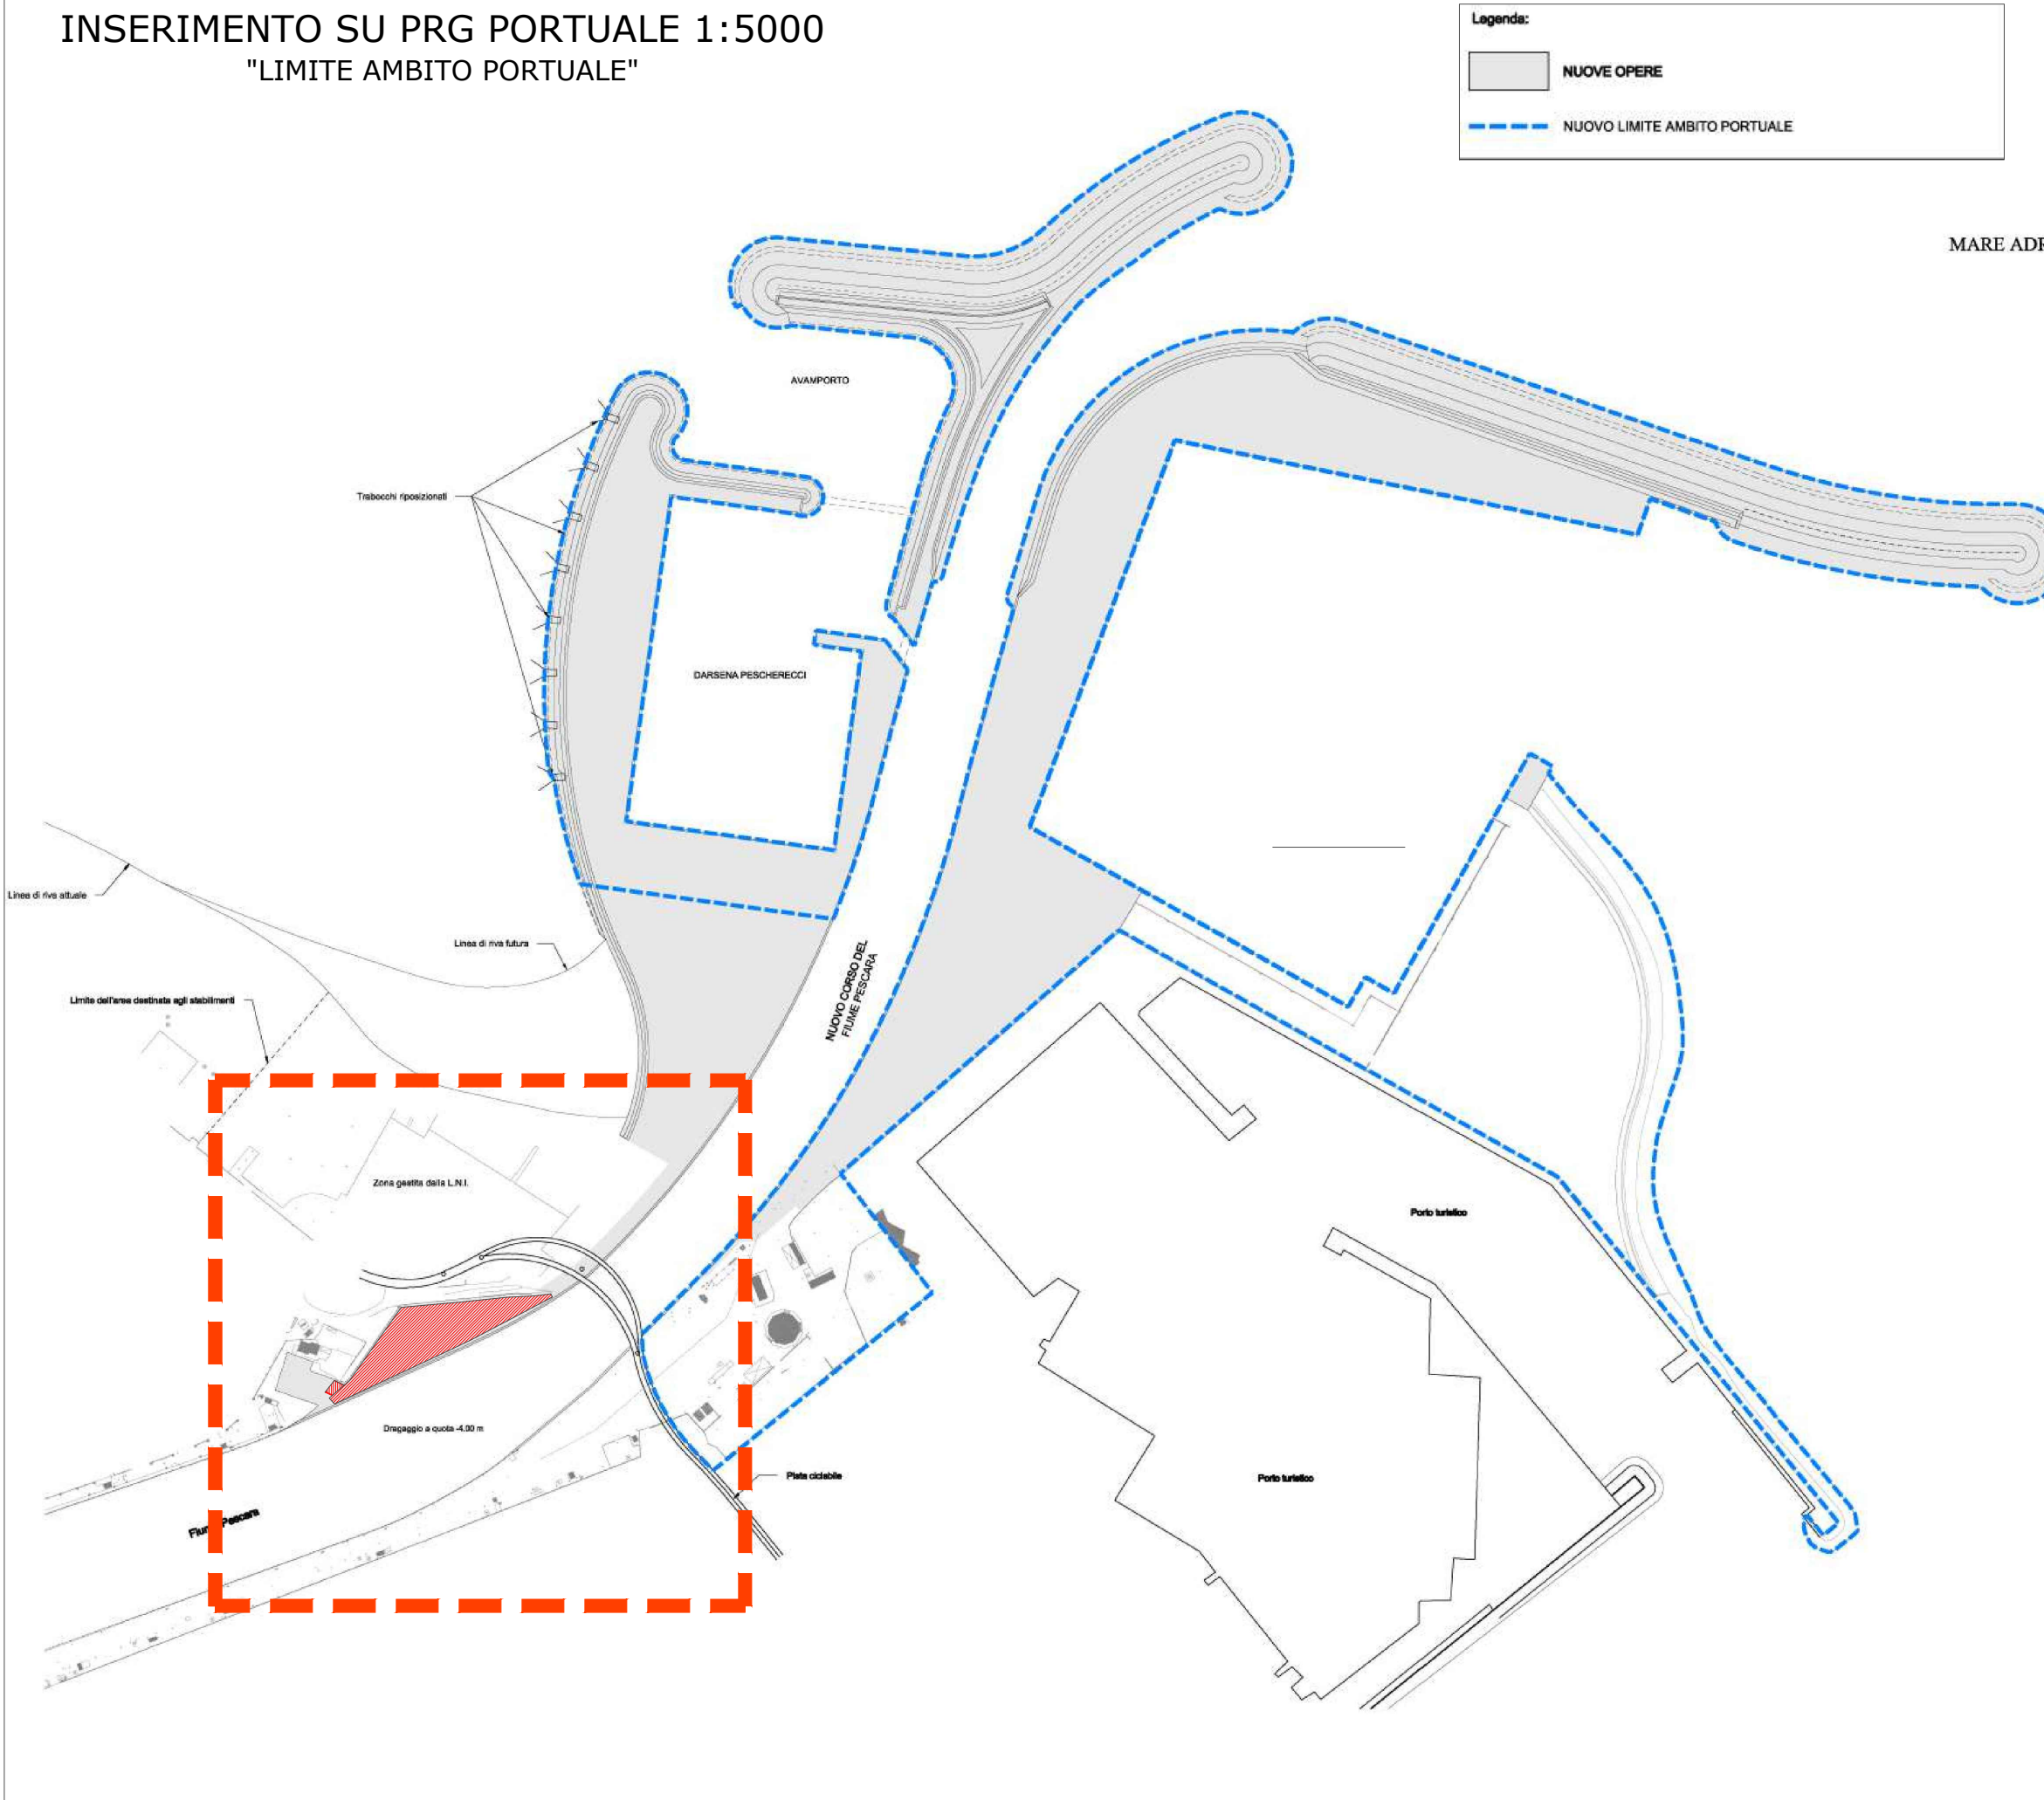 INSERIMENTO SU PRG PORTUALE 1:5000
"LIMITE AMBITO PORTUALE"
Legenda:
NUOVE OPERE
NUOVO LIMITE AMBITO PORTUALE
MARE ADR
AVAMPORTO
Trabocchi riposizionati
DARSENA PESCHERECCI
Linea di riva attuale
Linea di riva futura
NUOVO CORSO DEL
FIUME PESCARA
Limite dell'area destinata agli stabilimenti
Zona gestita dalla L.N.I.
Porto turistico
Dragaggio a quota -4.00 m
Pista ciclabile
Porto turistico
Fiume Pescara